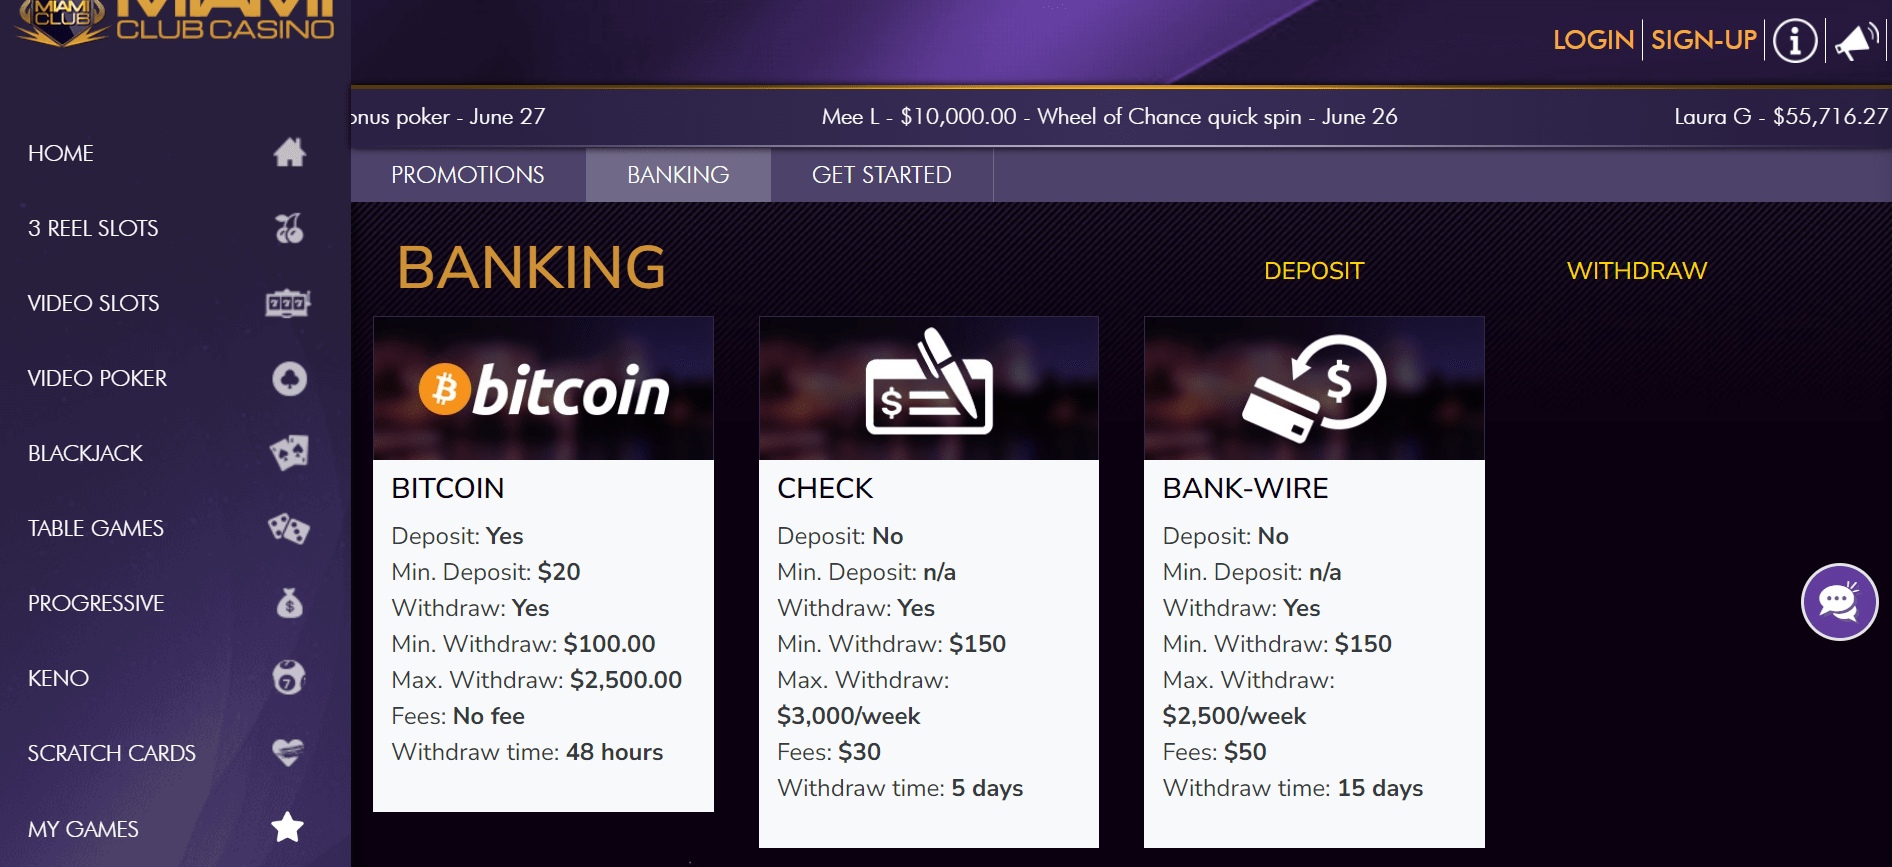 MIAMI
CLUB
MIAMI
CLUB CASINO
LOGIN
SIGN-UP
onus poker - June 27
Mee L - $10,000.00 - Wheel of Chance quick spin - June 26
Laura G - $55,716.27
HOME
3 REEL SLOTS
VIDEO SLOTS
VIDEO POKER
BLACKJACK
TABLE GAMES
PROGRESSIVE
KENO
SCRATCH CARDS
MY GAMES
PROMOTIONS
BANKING
GET STARTED
BANKING
DEPOSIT
WITHDRAW
bitcoin
BITCOIN
Deposit: Yes
Min. Deposit: $20
Withdraw: Yes
Min. Withdraw: $100.00
Max. Withdraw: $2,500.00
Fees: No fee
Withdraw time: 48 hours
CHECK
Deposit: No
Min. Deposit: n/a
Withdraw: Yes
Min. Withdraw: $150
Max. Withdraw:
$3,000/week
Fees: $30
Withdraw time: 5 days
BANK-WIRE
Deposit: No
Min. Deposit: n/a
Withdraw: Yes
Min. Withdraw: $150
Max. Withdraw:
$2,500/week
Fees: $50
Withdraw time: 15 days